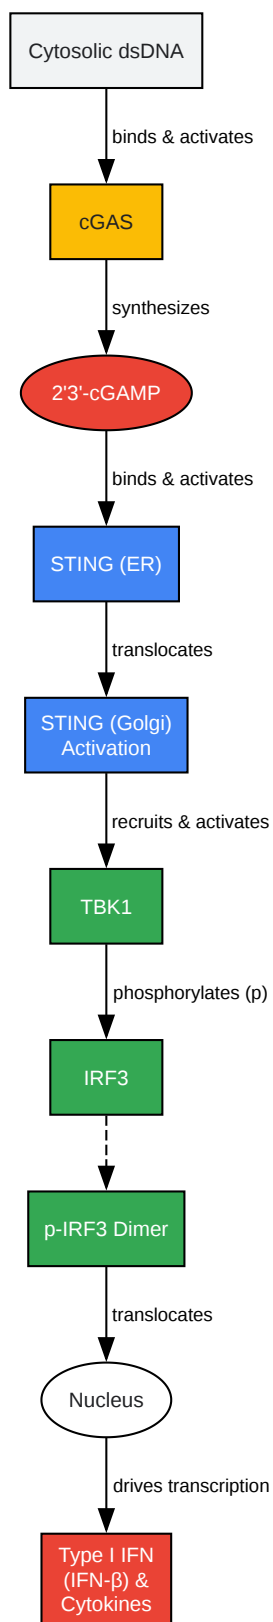 Cytosolic dsDNA
binds & activates
cGAS
synthesizes
2'3'-cGAMP
binds & activates
STING (ER)
translocates
STING (Golgi)
Activation
recruits & activates
TBK1
phosphorylates (p)
IRF3
p-IRF3 Dimer
translocates
Nucleus
drives transcription
Type I IFN
(IFN-β) &
Cytokines